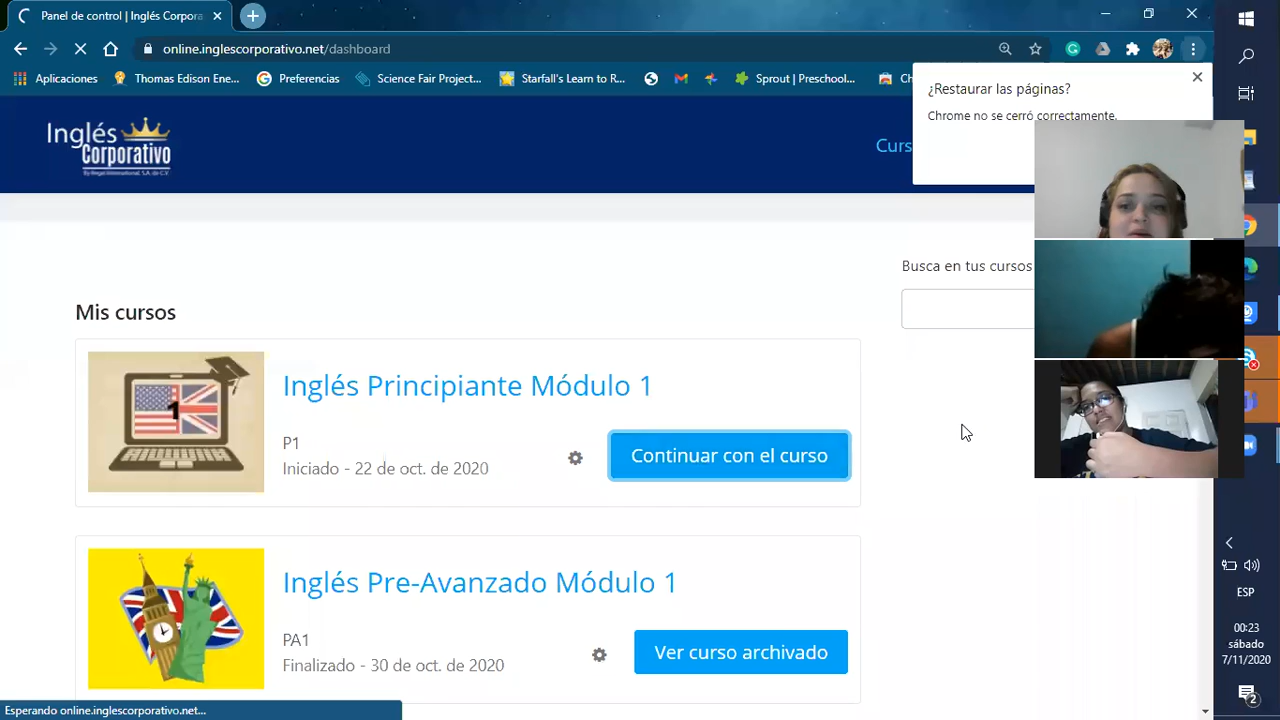 Panel de control | Inglés Corpora
online.inglescorporativo.net/dashboard
Aplicaciones
Thomas Edison Ene...
Preferencias
Science Fair Project...
Starfall's Learn to R...
Sprout | Preschool...
Ch
¿Restaurar las páginas?
Chrome no se cerró correctamente.
Inglés
Corporativo
Curs
Busca en tus cursos
Mis cursos
1
Inglés Principiante Módulo 1
P1
Iniciado - 22 de oct. de 2020
Continuar con el curso
Inglés Pre-Avanzado Módulo 1
PA1
Finalizado - 30 de oct. de 2020
Ver curso archivado
ESP
00:23
sábado
7/11/2020
2
Esperando online.inglescorporativo.net...